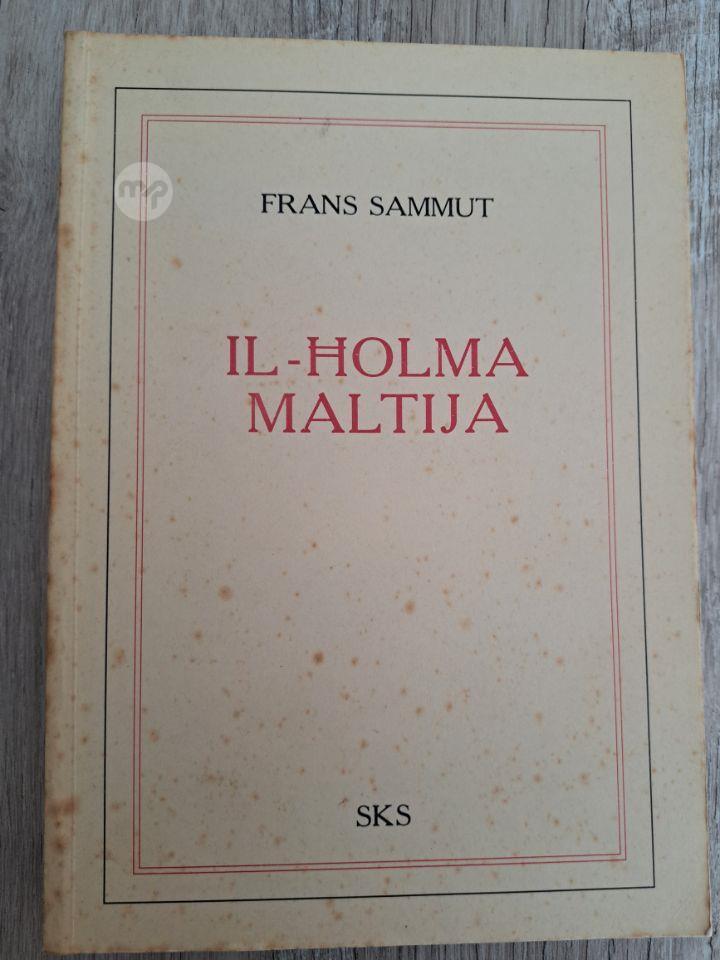 FRANS SAMMUT
IL-ĦOLMA
MALTIJA
SKS
mp